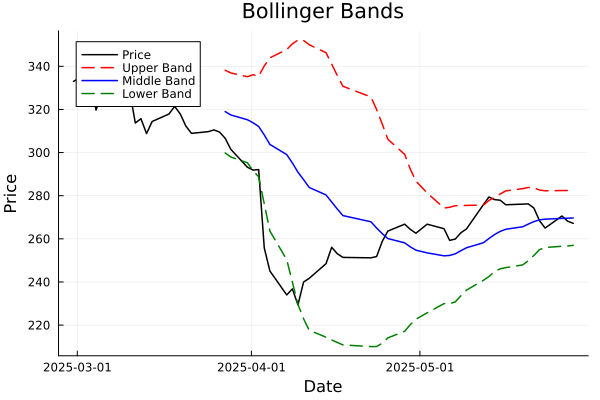 Bollinger Bands
Price
Upper Band
Middle Band
Lower Band
340
320
300
280
260
240
220
Price
2025-03-01
2025-04-01
2025-05-01
Date